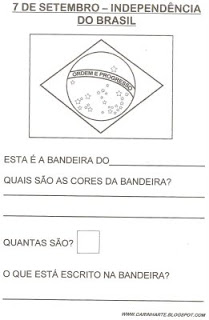 7 DE SETEMBRO – INDEPENDÊNCIA
DO BRASIL
ORDEM E PROGRESSO
ESTA É A BANDEIRA DO
QUAIS SÃO AS CORES DA BANDEIRA?
QUANTAS SÃO?
O QUE ESTÁ ESCRITO NA BANDEIRA?
WWW.CARINHARTE.BLOGSPOT.COM